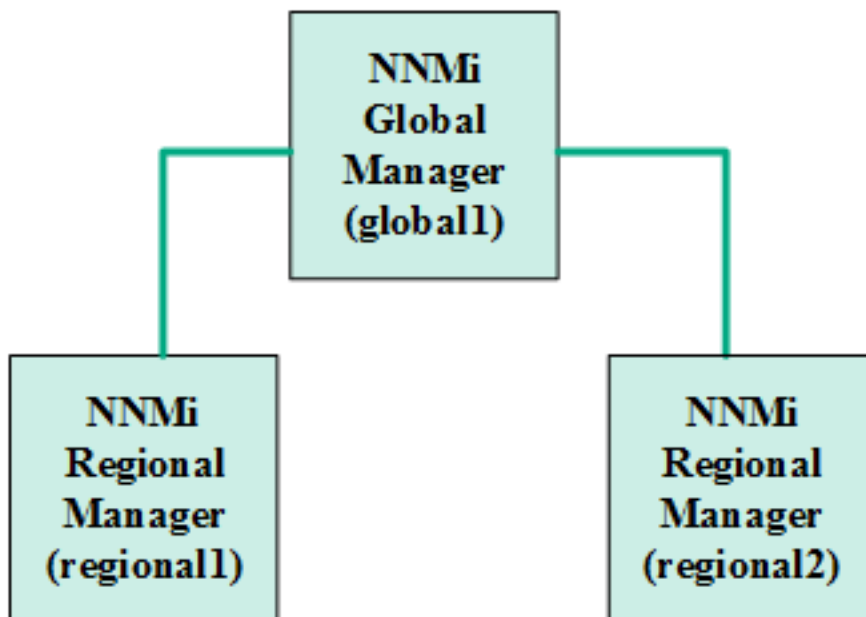 NNMi
Global
Manager
(global1)
NNMi
Regional
Manager
(regional1)
NNMi
Regional
Manager
(regional2)